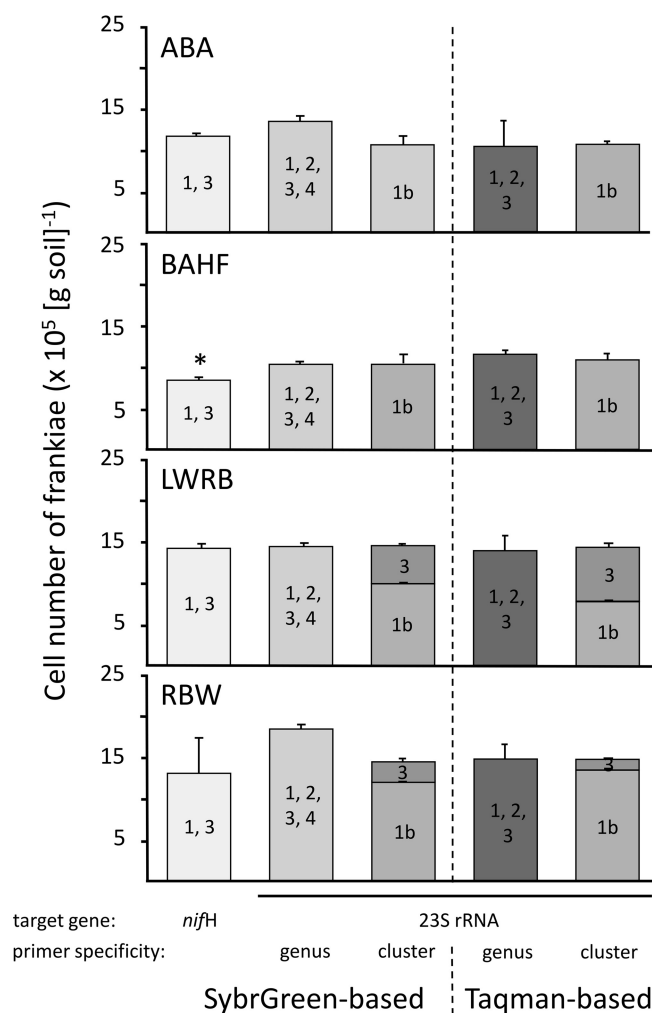 Cell number of frankiae (x 10⁵ [g soil]⁻¹
25
ABA
15
5
1, 3
1, 2,
3, 4
1b
1, 2,
3
1b
25
BAHF
15
5
*
1, 3
1, 2,
3, 4
1b
1, 2,
3
1b
25
LWRB
15
5
1, 3
1, 2,
3, 4
3
1b
1, 2,
3
3
1b
25
RBW
15
5
1, 3
1, 2,
3, 4
3
1b
1, 2,
3
3
1b
target gene: nifH 23S rRNA
primer specificity: genus cluster genus cluster
SybrGreen-based Taqman-based